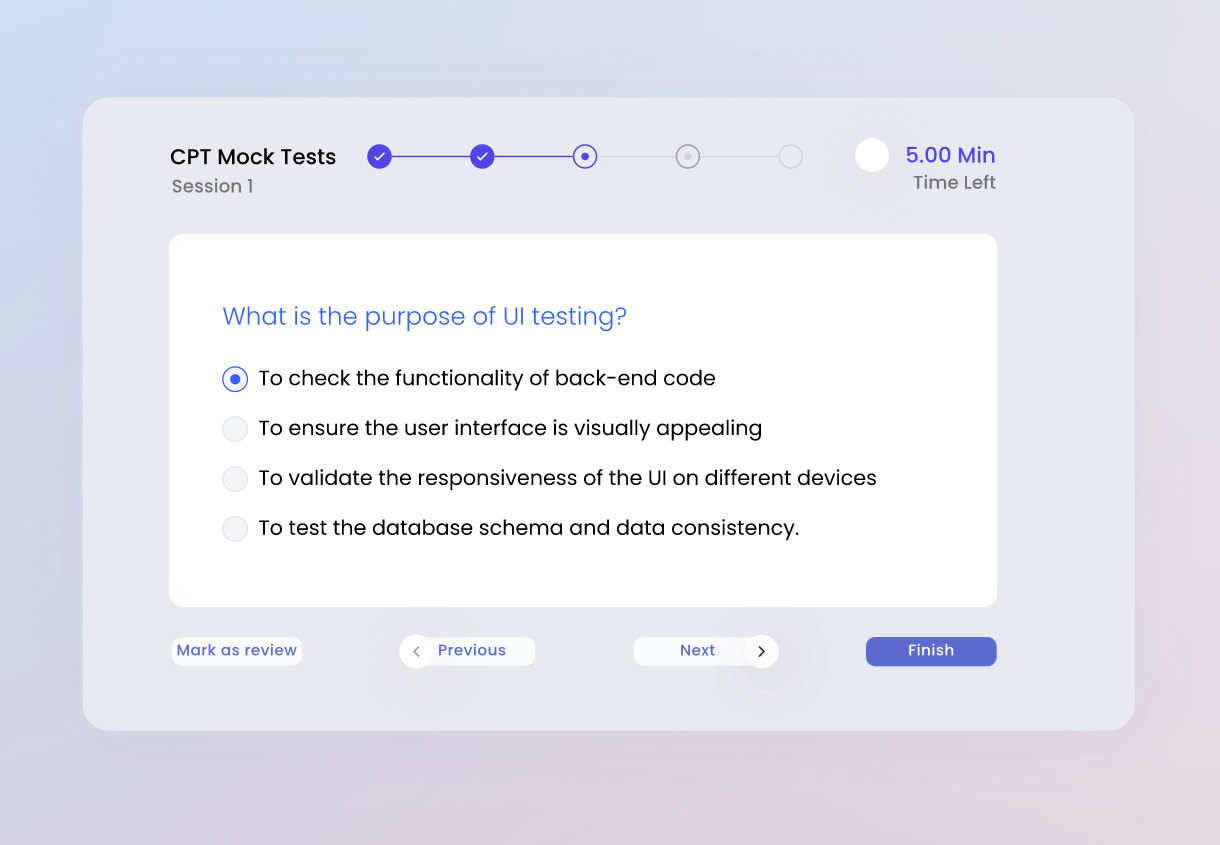 CPT Mock Tests
Session 1
5.00 Min
Time Left
What is the purpose of UI testing?
To check the functionality of back-end code
To ensure the user interface is visually appealing
To validate the responsiveness of the UI on different devices
To test the database schema and data consistency.
Mark as review
Previous
Next
Finish